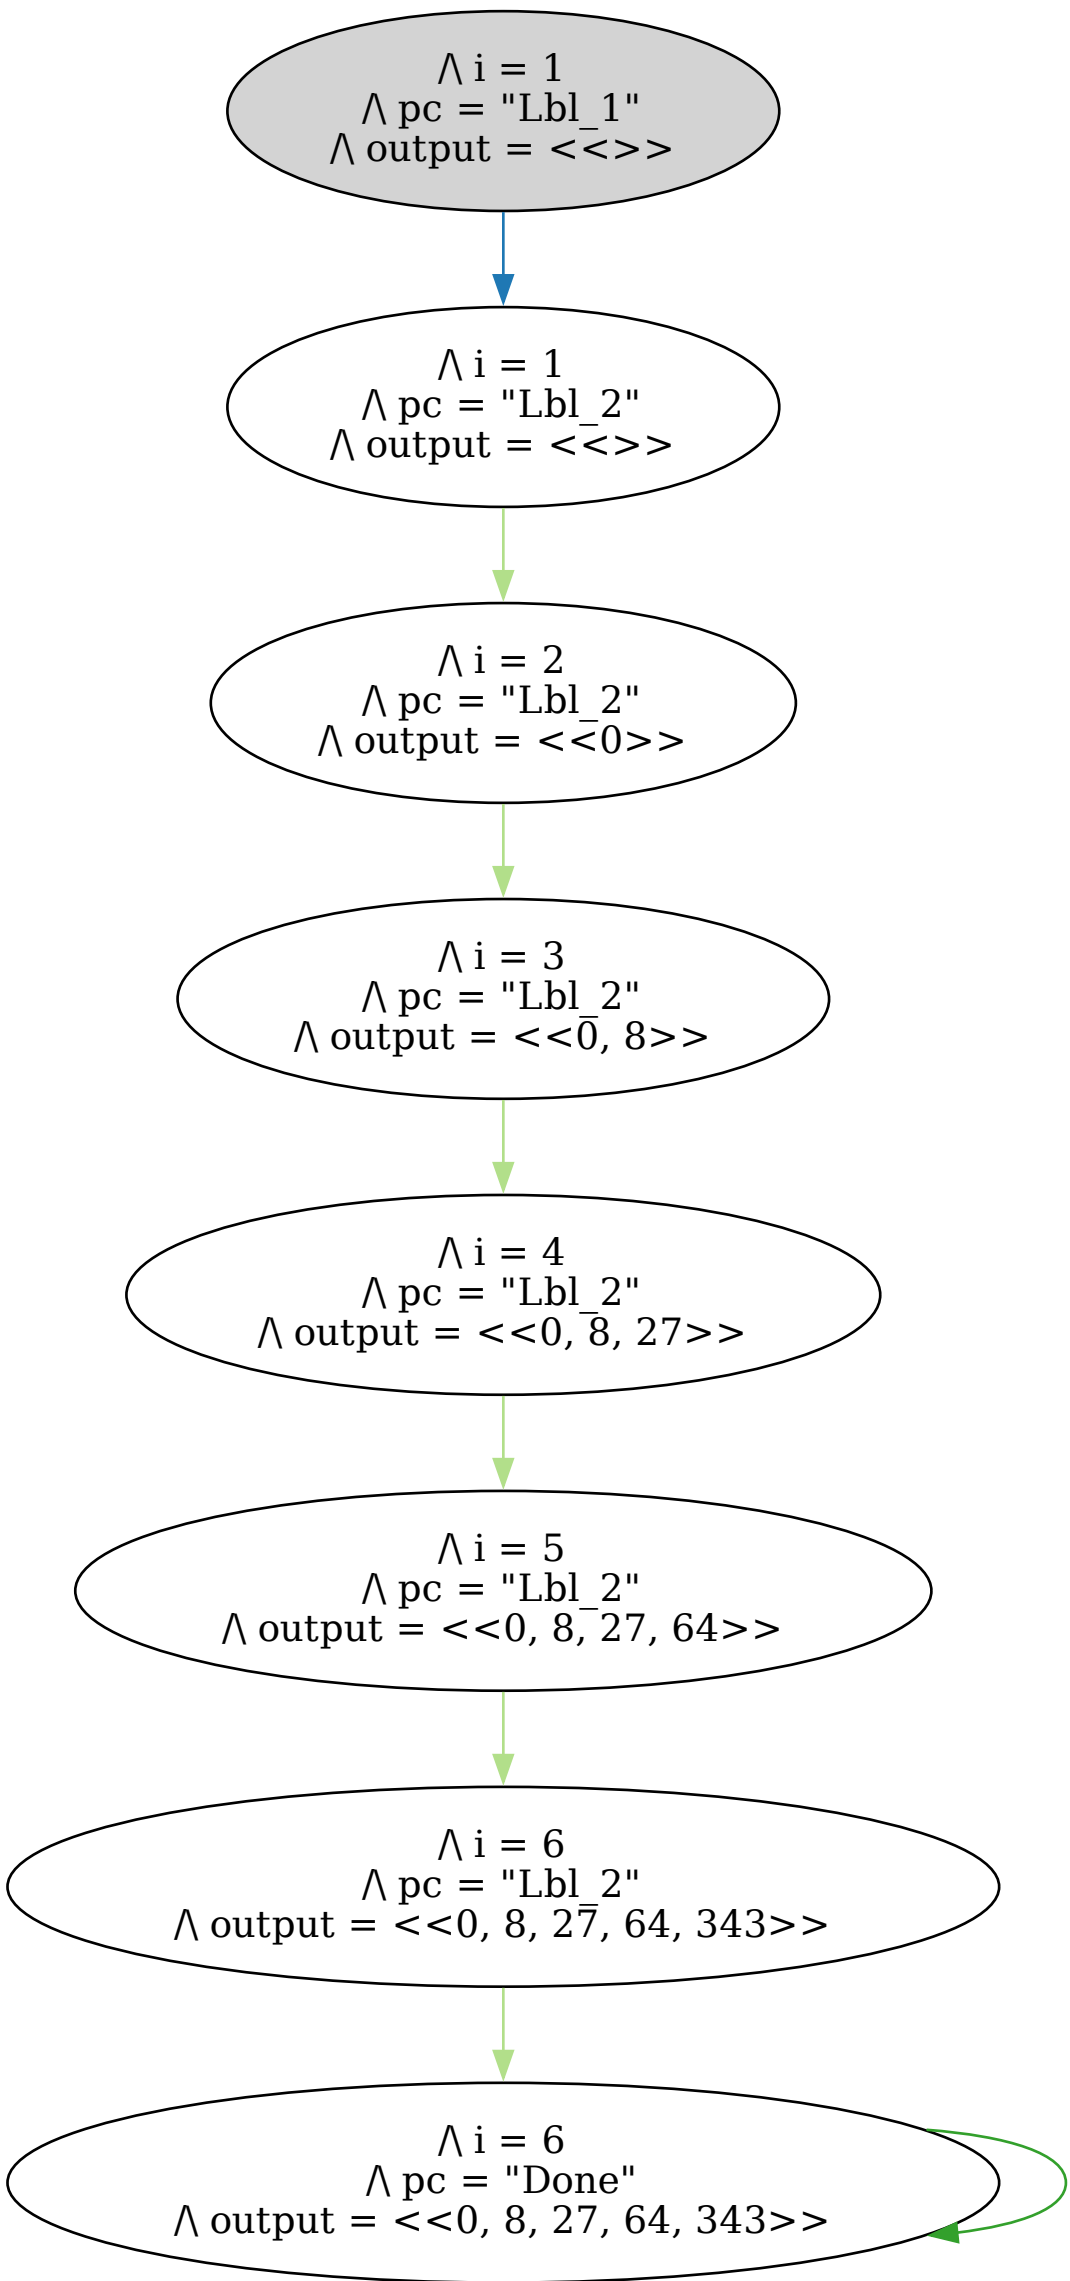 /\ i = 1
/\ pc = "Lbl_1"
/\ output = <<>>
/\ i = 1
/\ pc = "Lbl_2"
/\ output = <<>>
/\ i = 2
/\ pc = "Lbl_2"
/\ output = <<0>>
/\ i = 3
/\ pc = "Lbl_2"
/\ output = <<0, 8>>
/\ i = 4
/\ pc = "Lbl_2"
/\ output = <<0, 8, 27>>
/\ i = 5
/\ pc = "Lbl_2"
/\ output = <<0, 8, 27, 64>>
/\ i = 6
/\ pc = "Lbl_2"
/\ output = <<0, 8, 27, 64, 343>>
/\ i = 6
/\ pc = "Done"
/\ output = <<0, 8, 27, 64, 343>>